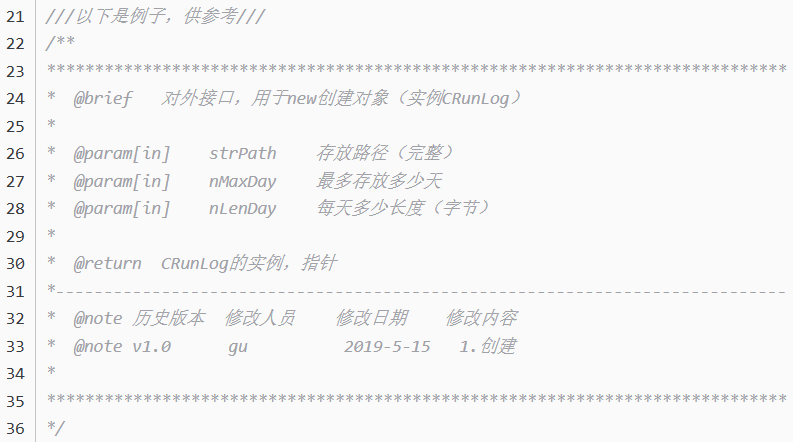 21 ///以下是例子，供参考///
22 /**
23 *****************************************************************************
24 * @brief 对外接口，用于new创建对象（实例CRunLog）
25 *
26 * @param[in] strPath 存放路径（完整）
27 * @param[in] nMaxDay 最多存放多少天
28 * @param[in] nLenDay 每天多少长度（字节）
29 *
30 * @return CRunLog的实例，指针
31 *----------------------------------------------------------------------------
32 * @note 历史版本 修改人员 修改日期 修改内容
33 * @note v1.0 gu 2019-5-15 1.创建
34 *
35 *****************************************************************************
36 */